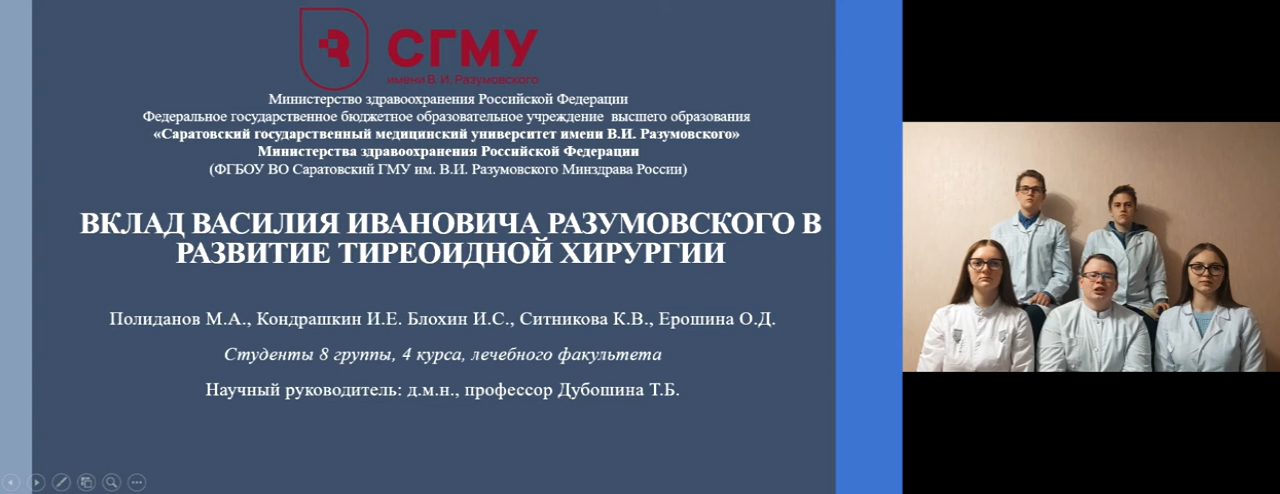 СГМУ
имени В. И. Разумовского
Министерство здравоохранения Российской Федерации
Федеральное государственное бюджетное образовательное учреждение высшего образования
«Саратовский государственный медицинский университет имени В.И. Разумовского»
Министерства здравоохранения Российской Федерации
(ФГБОУ ВО Саратовский ГМУ им. В.И. Разумовского Минздрава России)
ВКЛАД ВАСИЛИЯ ИВАНОВИЧА РАЗУМОВСКОГО В
РАЗВИТИЕ ТИРЕОИДНОЙ ХИРУРГИИ
Полиданов М.А., Кондрашкин И.Е. Блохин И.С., Ситникова К.В., Ерошина О.Д.
Студенты 8 группы, 4 курса, лечебного факультета
Научный руководитель: д.м.н., профессор Дубошина Т.Б.